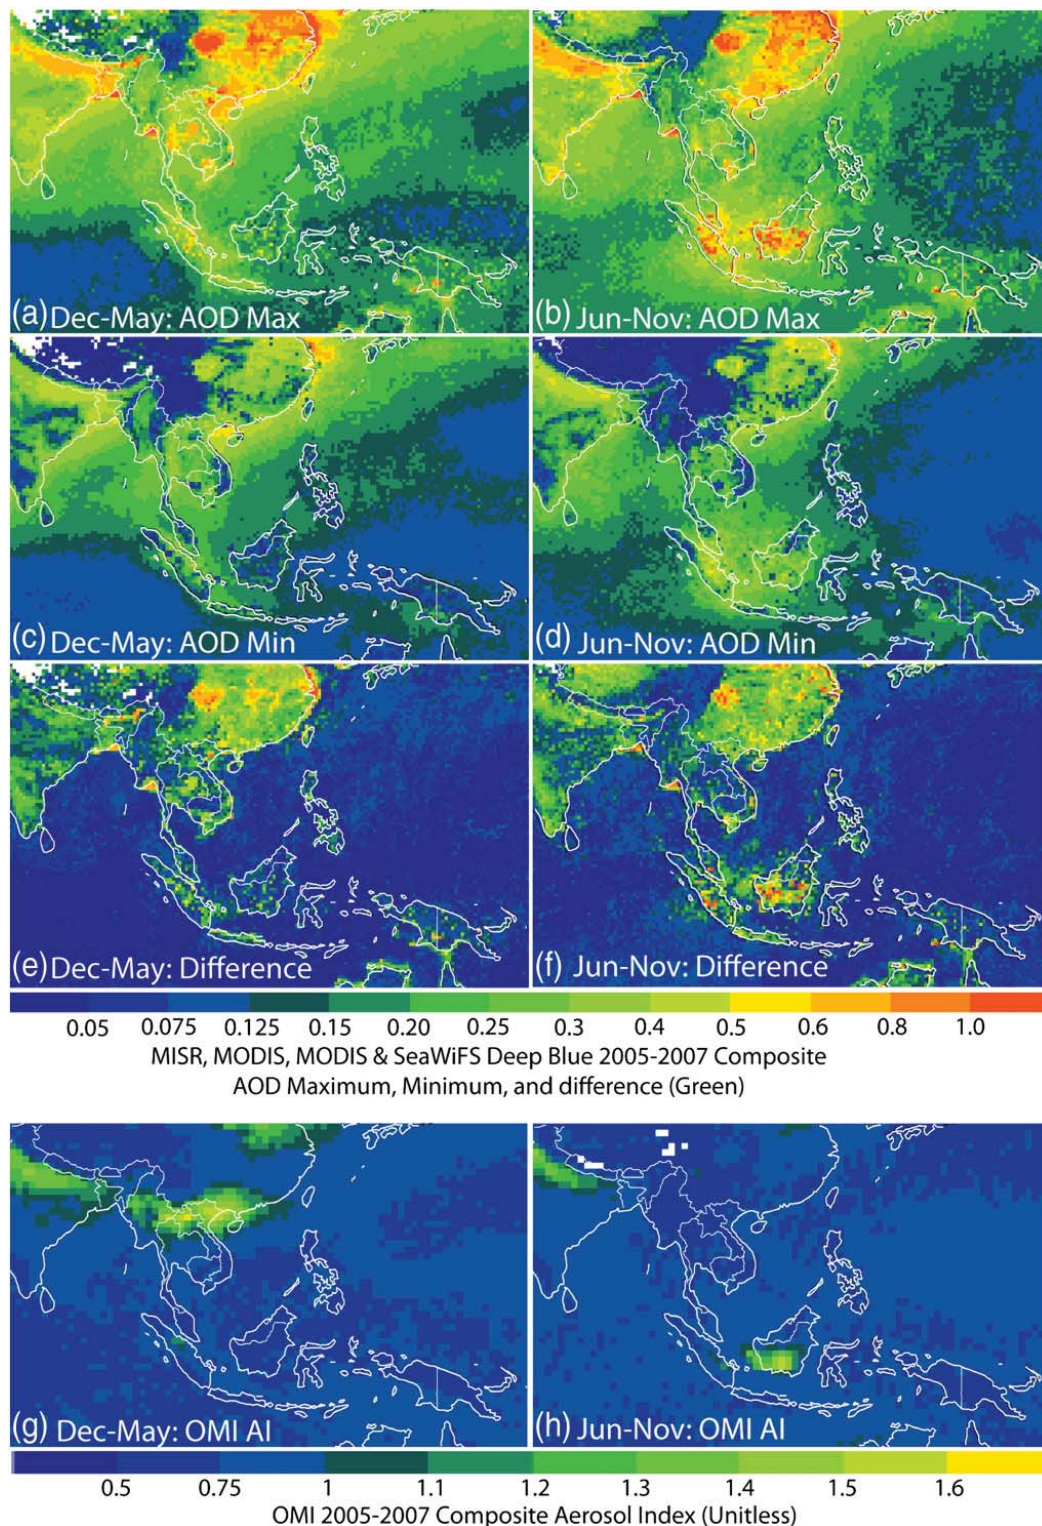 (a) Dec-May: AOD Max
(b) Jun-Nov: AOD Max
(c) Dec-May: AOD Min
(d) Jun-Nov: AOD Min
(e) Dec-May: Difference
(f) Jun-Nov: Difference
0.05 0.075 0.125 0.15 0.20 0.25 0.3 0.4 0.5 0.6 0.8 1.0
MISR, MODIS, MODIS & SeaWiFS Deep Blue 2005-2007 Composite
AOD Maximum, Minimum, and difference (Green)
(g) Dec-May: OMI AI
(h) Jun-Nov: OMI AI
0.5 0.75 1 1.1 1.2 1.3 1.4 1.5 1.6
OMI 2005-2007 Composite Aerosol Index (Unitless)